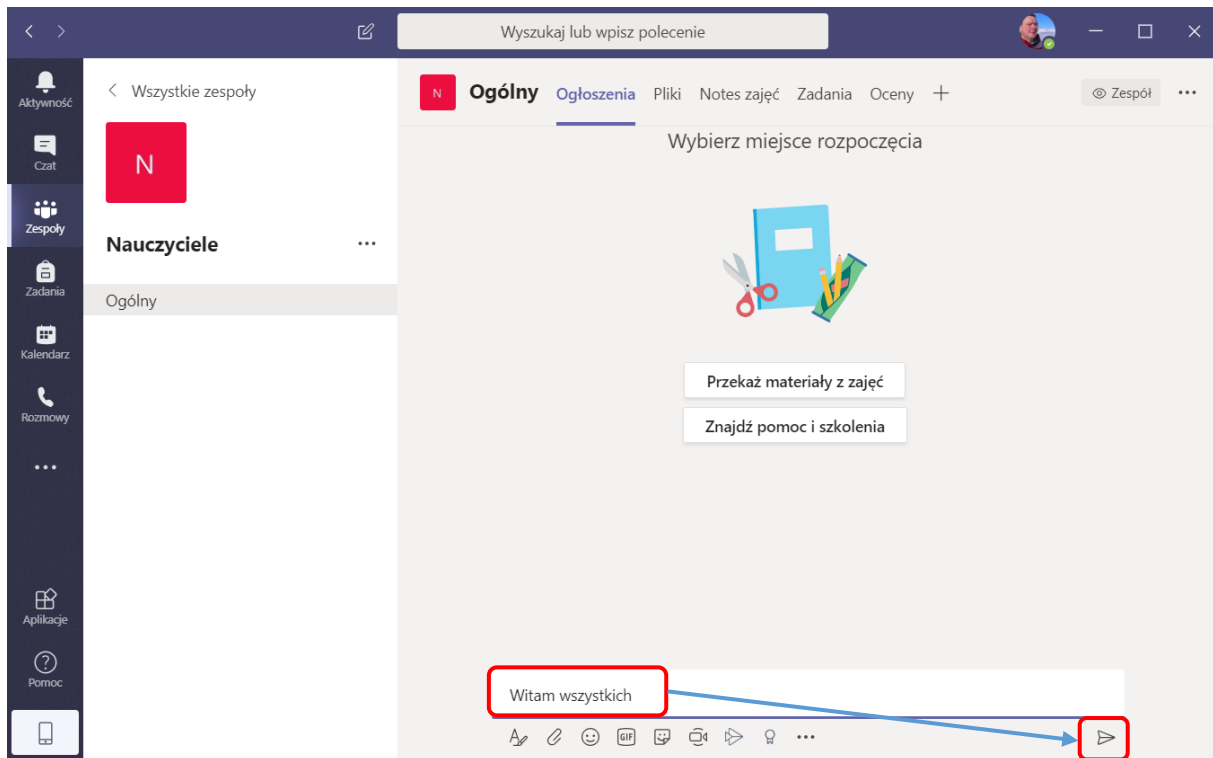 Wyszukaj lub wpisz polecenie
Aktywność
Czat
Zespoły
Zadania
Kalendarz
Rozmowy
Aplikacje
Pomoc
Wszystkie zespoły
N
Nauczyciele
Ogólny
N Ogólny Ogłoszenia Pliki Notes zajęć Zadania Oceny Zespół
Wybierz miejsce rozpoczęcia
Przekaż materiały z zajęć
Znajdź pomoc i szkolenia
Witam wszystkich
GIF